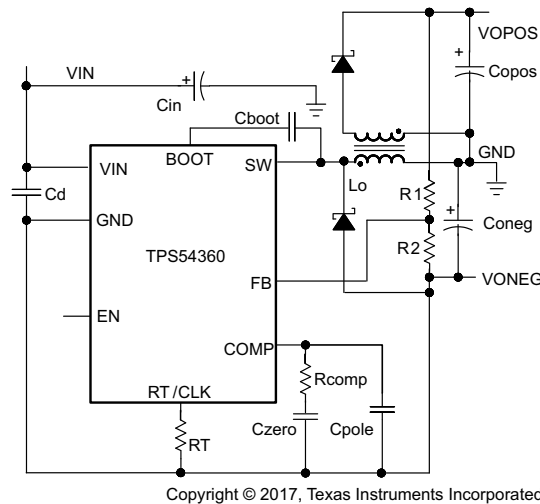 VOPOS
VIN
+
Cin
+
Copos
Cboot
BOOT
SW
GND
VIN
Cd
GND
Lo
R1
+
Coneg
TPS54360
R2
FB
VONEG
EN
COMP
RT/CLK
Rcomp
RT
Czero
Cpole
Copyright © 2017, Texas Instruments Incorporated